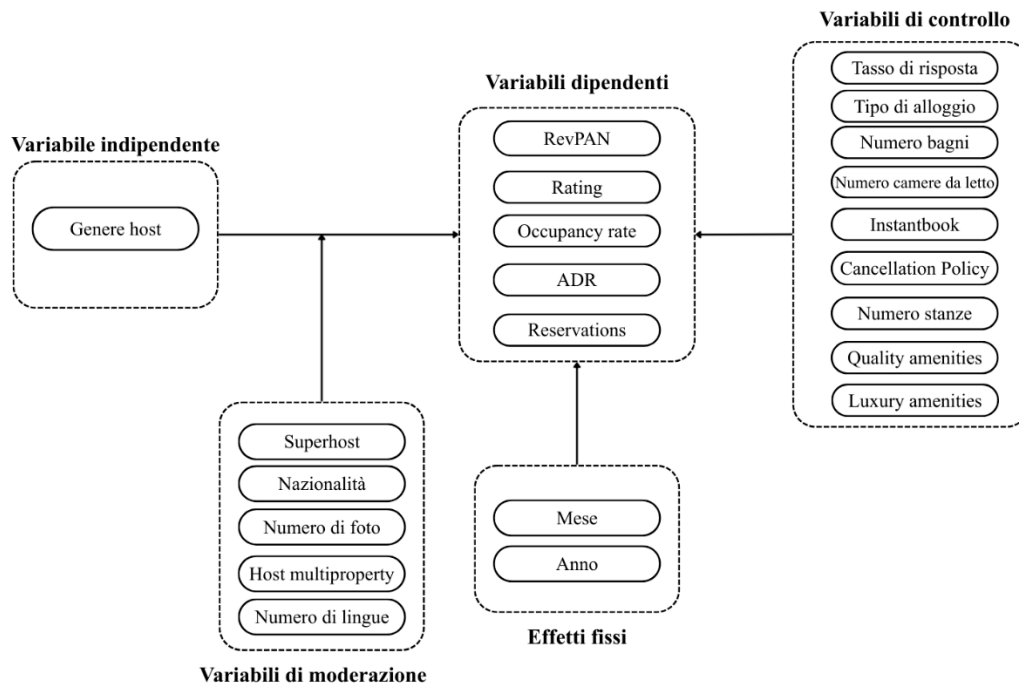 Variabili di controllo
Tasso di risposta
Tipo di alloggio
Numero bagni
Numero camere da letto
Instantbook
Cancellation Policy
Numero stanze
Quality amenities
Luxury amenities
Variabili dipendenti
RevPAN
Rating
Occupancy rate
ADR
Reservations
Variabile indipendente
Genere host
Superhost
Nazionalità
Numero di foto
Host multiproperty
Numero di lingue
Variabili di moderazione
Mese
Anno
Effetti fissi